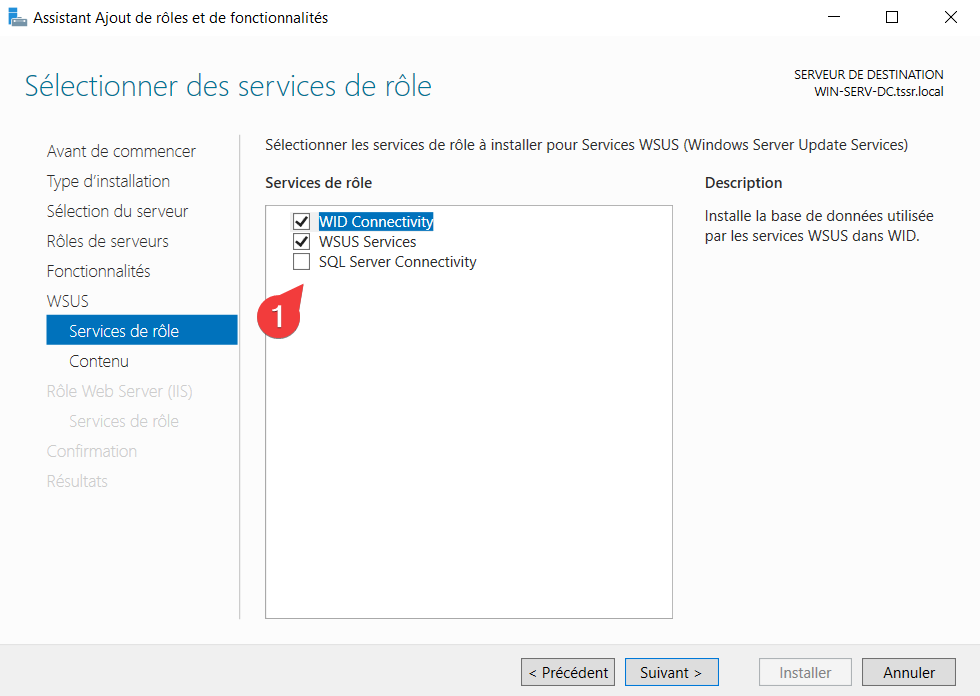 Assistant Ajout de rôles et de fonctionnalités
Sélectionner des services de rôle
SERVEUR DE DESTINATION
WIN-SERV-DC.tssr.local
Avant de commencer
Type d'installation
Sélection du serveur
Rôles de serveurs
Fonctionnalités
WSUS
Services de rôle
Contenu
Rôle Web Server (IIS)
Services de rôle
Confirmation
Résultats
Sélectionner les services de rôle à installer pour Services WSUS (Windows Server Update Services)
Services de rôle
WID Connectivity
WSUS Services
SQL Server Connectivity
1
Description
Installe la base de données utilisée
par les services WSUS dans WID.
< Précédent
Suivant >
Installer
Annuler